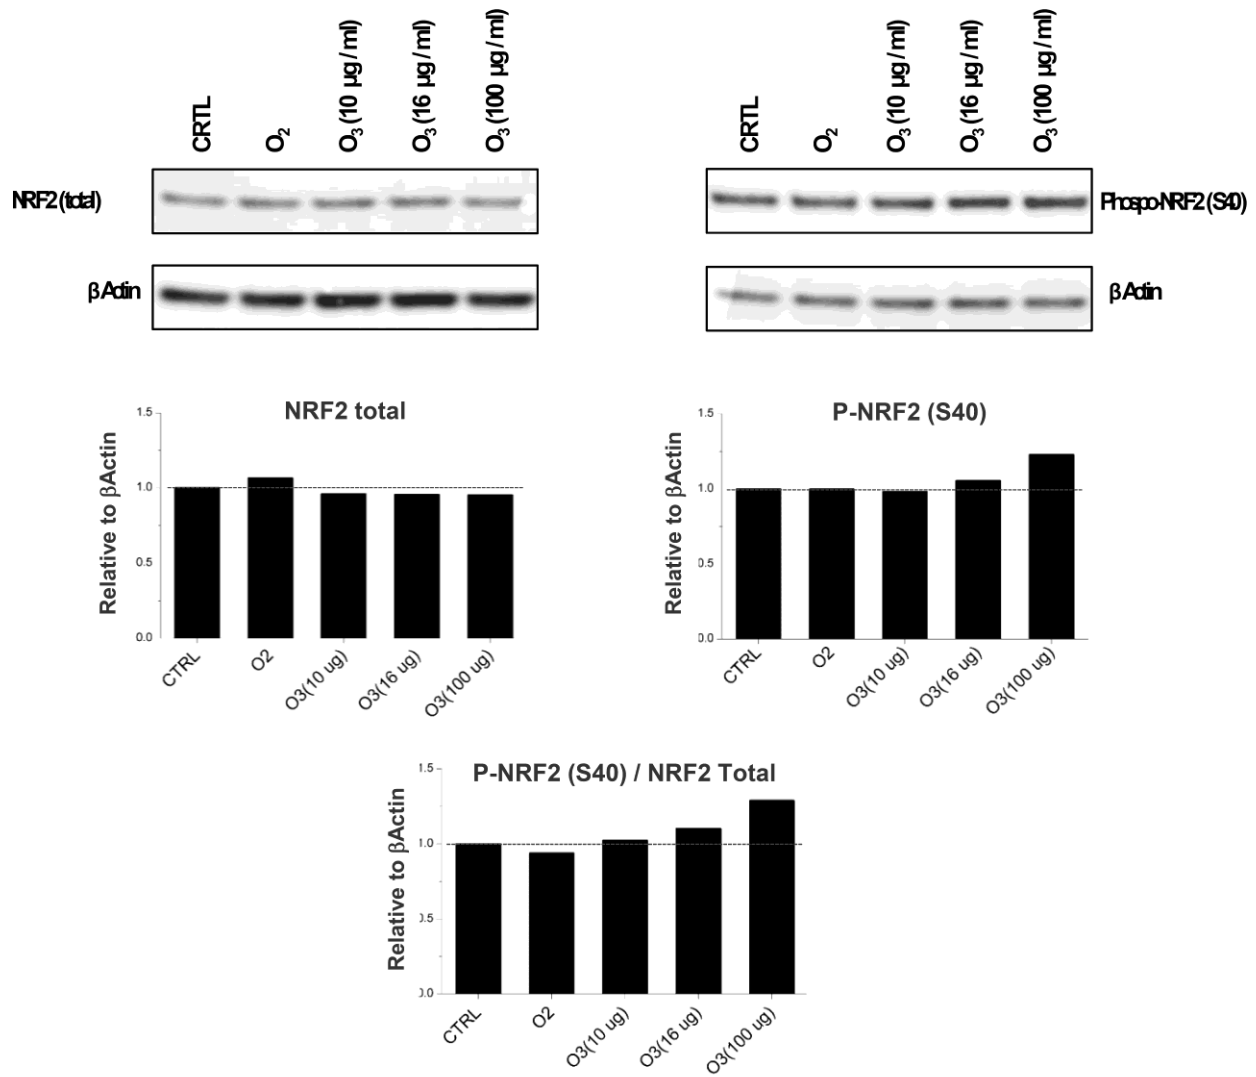 CRTL
O2
O3 (10 µg/ml)
O3 (16 µg/ml)
O3 (100 µg/ml)
CRTL
O2
O3 (10 µg/ml)
O3 (16 µg/ml)
O3 (100 µg/ml)
NRF2 (total)
Phospo-NRF2 (S40)
β Actin
β Actin
NRF2 total
Relative to βActin
1.5
1.0
0.5
0.0
CTRL
O2
O3(10 ug)
O3(16 ug)
O3(100 ug)
P-NRF2 (S40)
Relative to βActin
1.5
1.0
0.5
0.0
CTRL
O2
O3(10 ug)
O3(16 ug)
O3(100 ug)
P-NRF2 (S40) / NRF2 Total
Relative to βActin
1.5
1.0
0.5
0.0
CTRL
O2
O3(10 ug)
O3(16 ug)
O3(100 ug)